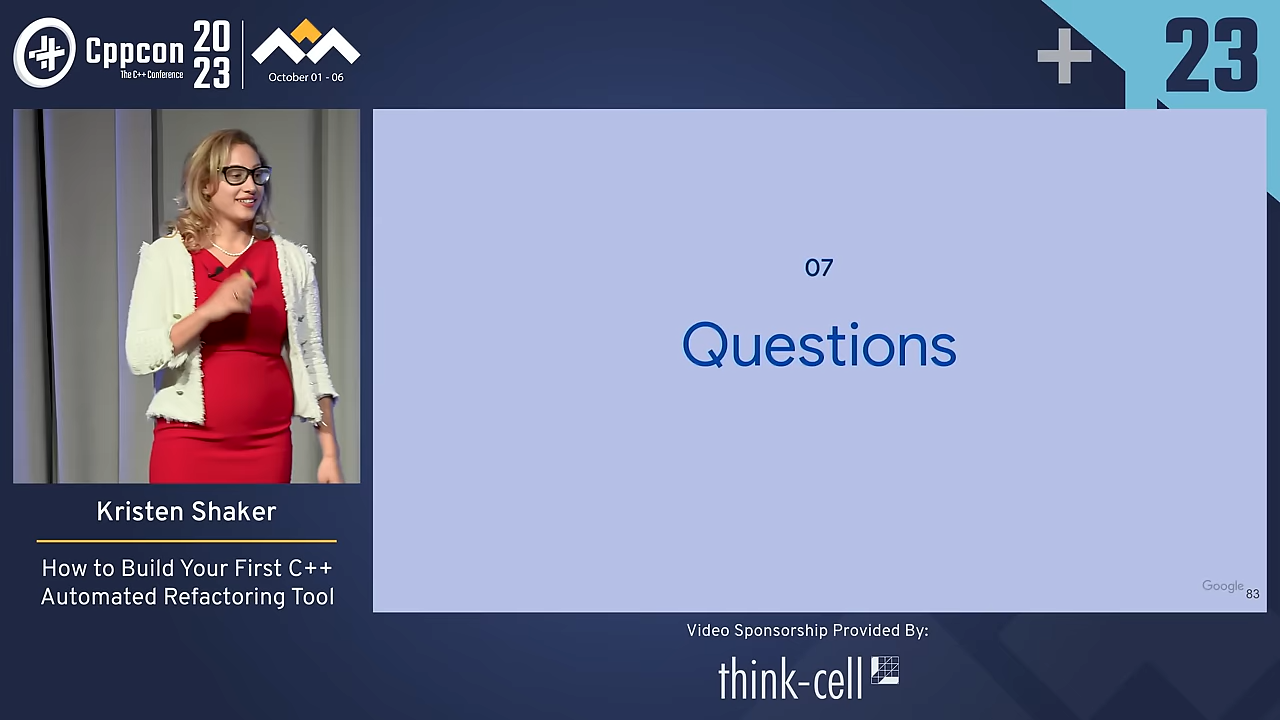 Cppcon
The C++ Conference
20
23
October 01 - 06
23
07
Questions
Google
83
Kristen Shaker
How to Build Your First C++
Automated Refactoring Tool
Video Sponsorship Provided By:
think-cell